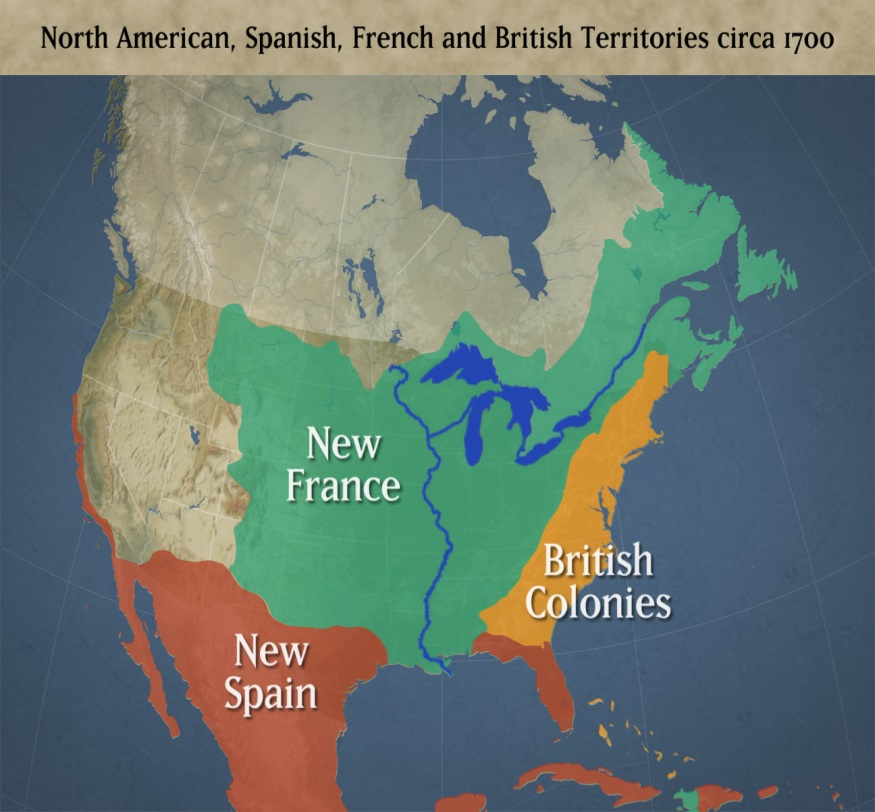 North American, Spanish, French and British Territories circa 1700
New
France
British
Colonies
New
Spain